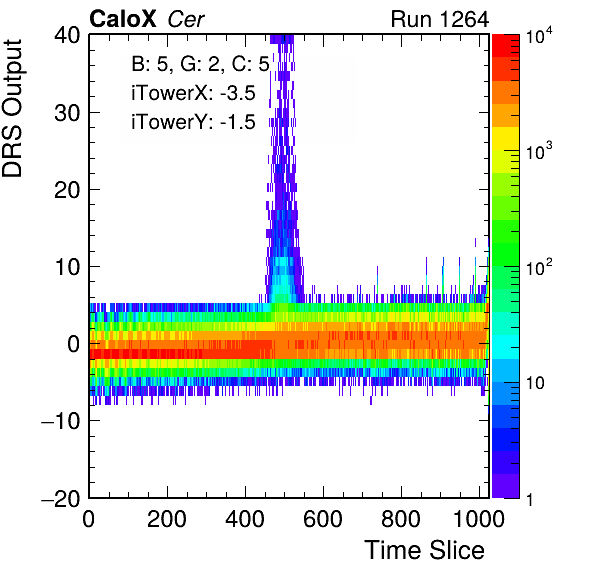 CaloX Cer Run 1264
DRS Output
B: 5, G: 2, C: 5
iTowerX: -3.5
iTowerY: -1.5
40
30
20
10
0
−10
−20
0 200 400 600 800 1000
Time Slice
10^4
10^3
10^2
10
1